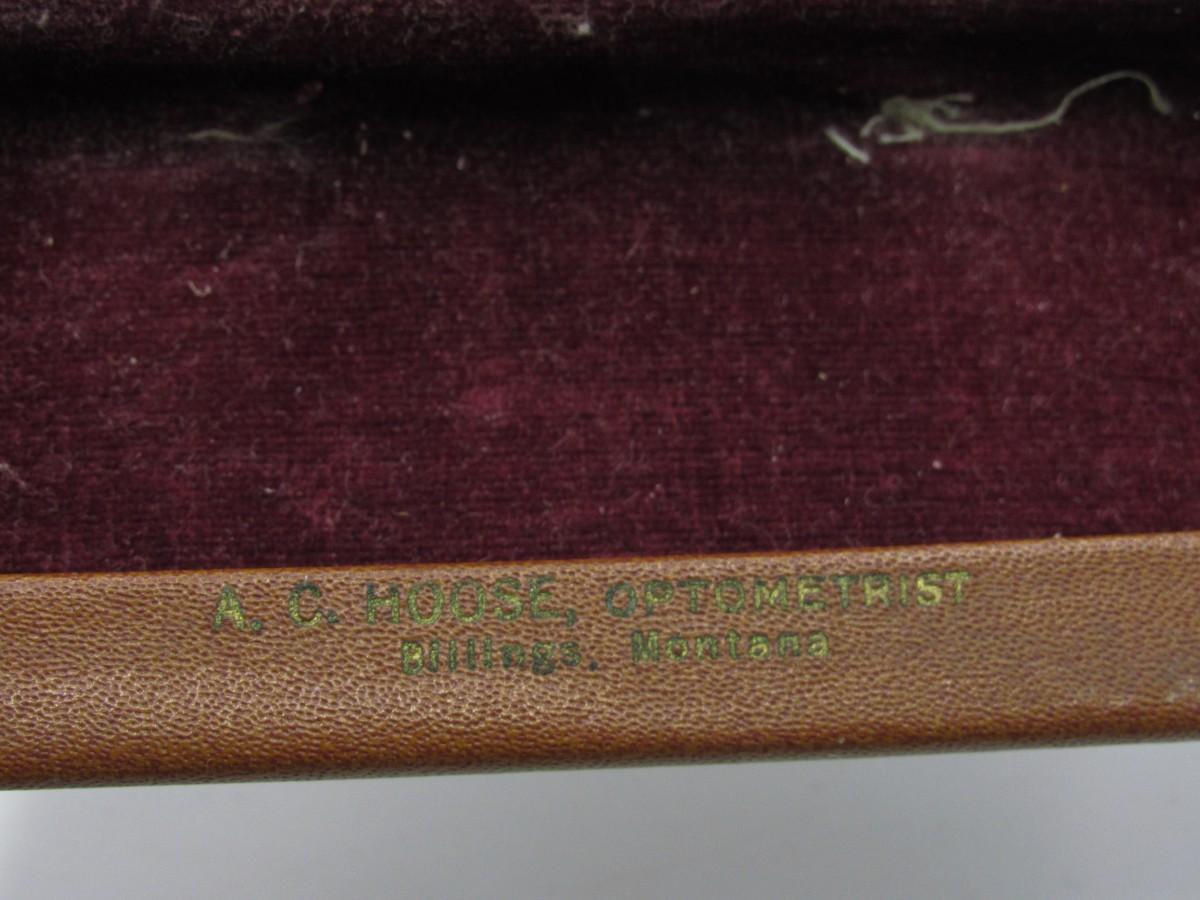 A. C. HOOSE, OPTOMETRIST
Billings, Montana